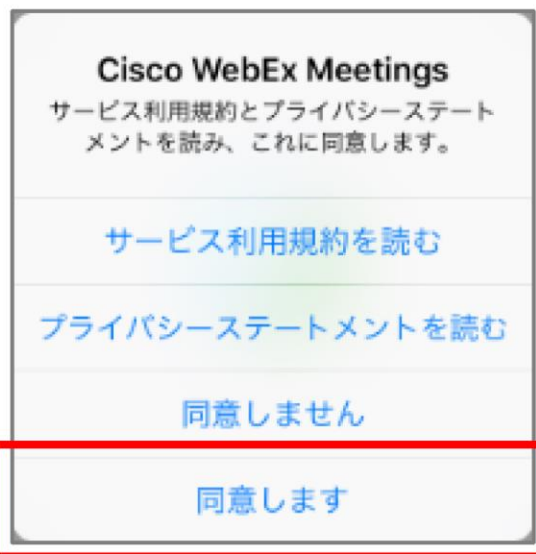 Cisco WebEx Meetings
サービス利用規約とプライバシーステート
メントを読み、これに同意します。
サービス利用規約を読む
プライバシーステートメントを読む
同意しません
同意します